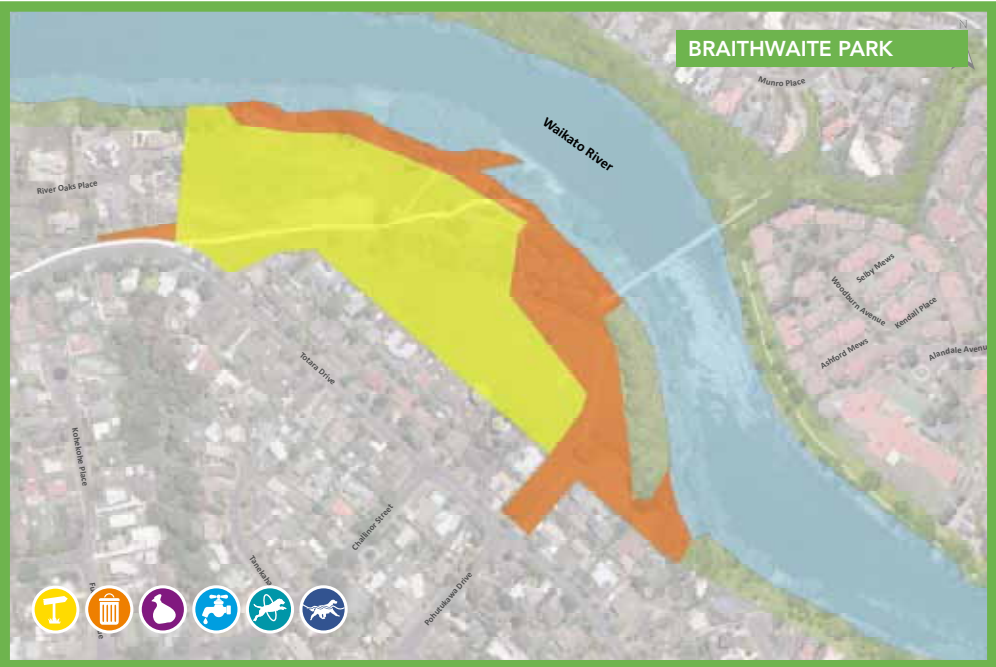 N
BRAITHWAITE PARK
Munro Place
Waikato River
River Oaks Place
Selby Mews
Woodburn Avenue
Kendall Place
Ashford Mews
Alandale Avenu
Totara Drive
Kohekohe Place
Challinor Street
Tanekaha
Pohutukawa Drive